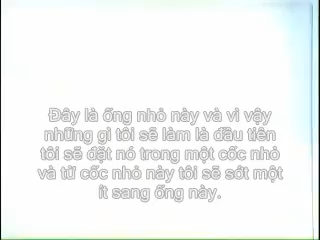 Đây là ống nhỏ này và vì vậy
những gì tôi sẽ làm là đầu tiên
tôi sẽ đặt nó trong một cốc nhỏ
và từ cốc nhỏ này tôi sẽ sớt một
ít sang ống này.